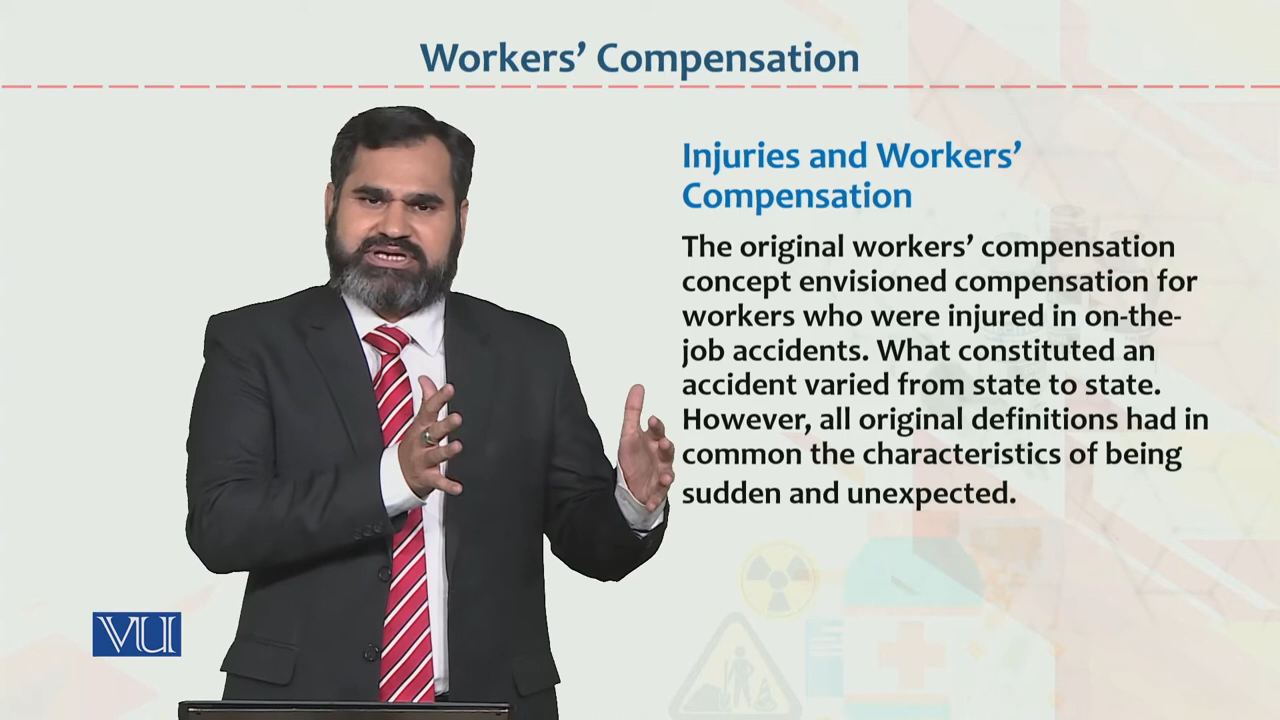 Workers’ Compensation
Injuries and Workers’
Compensation
The original workers’ compensation
concept envisioned compensation for
workers who were injured in on-the-
job accidents. What constituted an
accident varied from state to state.
However, all original definitions had in
common the characteristics of being
sudden and unexpected.
VU